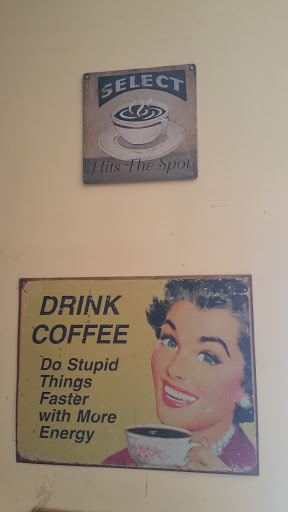 SELECT
Hits The Spot
DRINK
COFFEE
Do Stupid
Things
Faster
with More
Energy